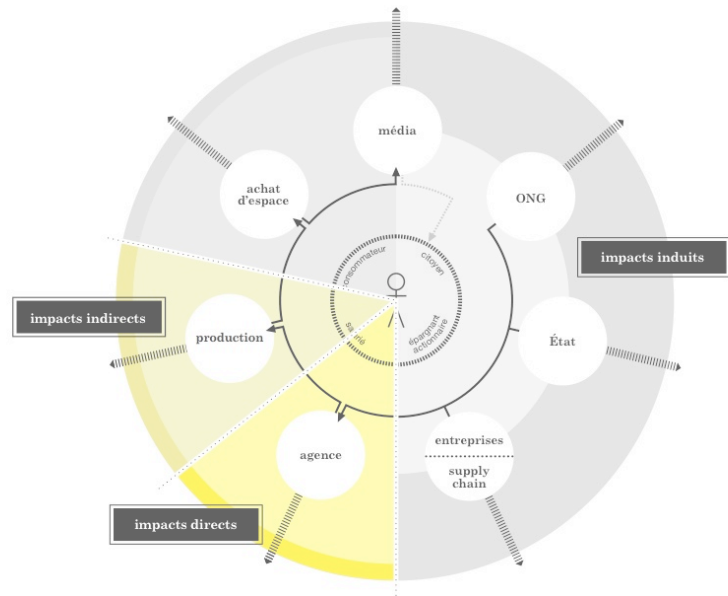 média
achat
d'espace
ONG
consommateur
citoyen
impacts induits
impacts indirects
production
État
épargnant
actionnaire
entreprises
agence
supply
chain
impacts directs